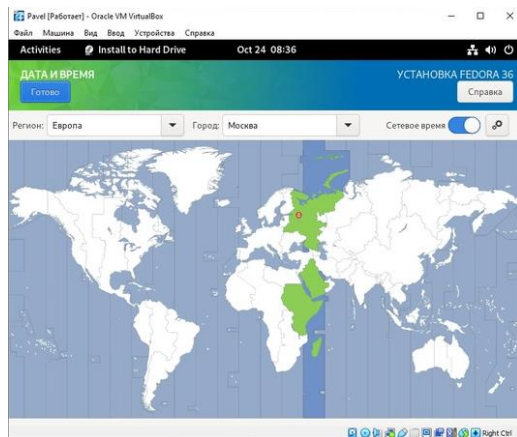 Pavel [Работает] - Oracle VM VirtualBox
Файл Машина Вид Ввод Устройства Справка
Activities Install to Hard Drive Oct 24 08:36
ДАТА И ВРЕМЯ УСТАНОВКА FEDORA 36
Готово Справка
Регион: Европа Город: Москва Сетевое время
Right Ctrl